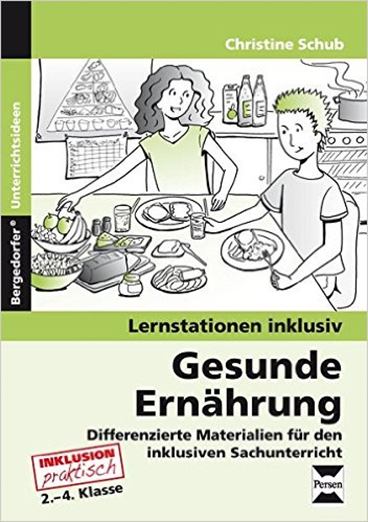 Christine Schub
Bergedorfer® Unterrichtsideen
Lernstationen inklusiv
Gesunde
Ernährung
Differenzierte Materialien für den
inklusiven Sachunterricht
INKLUSION
praktisch
2.–4. Klasse
Persen